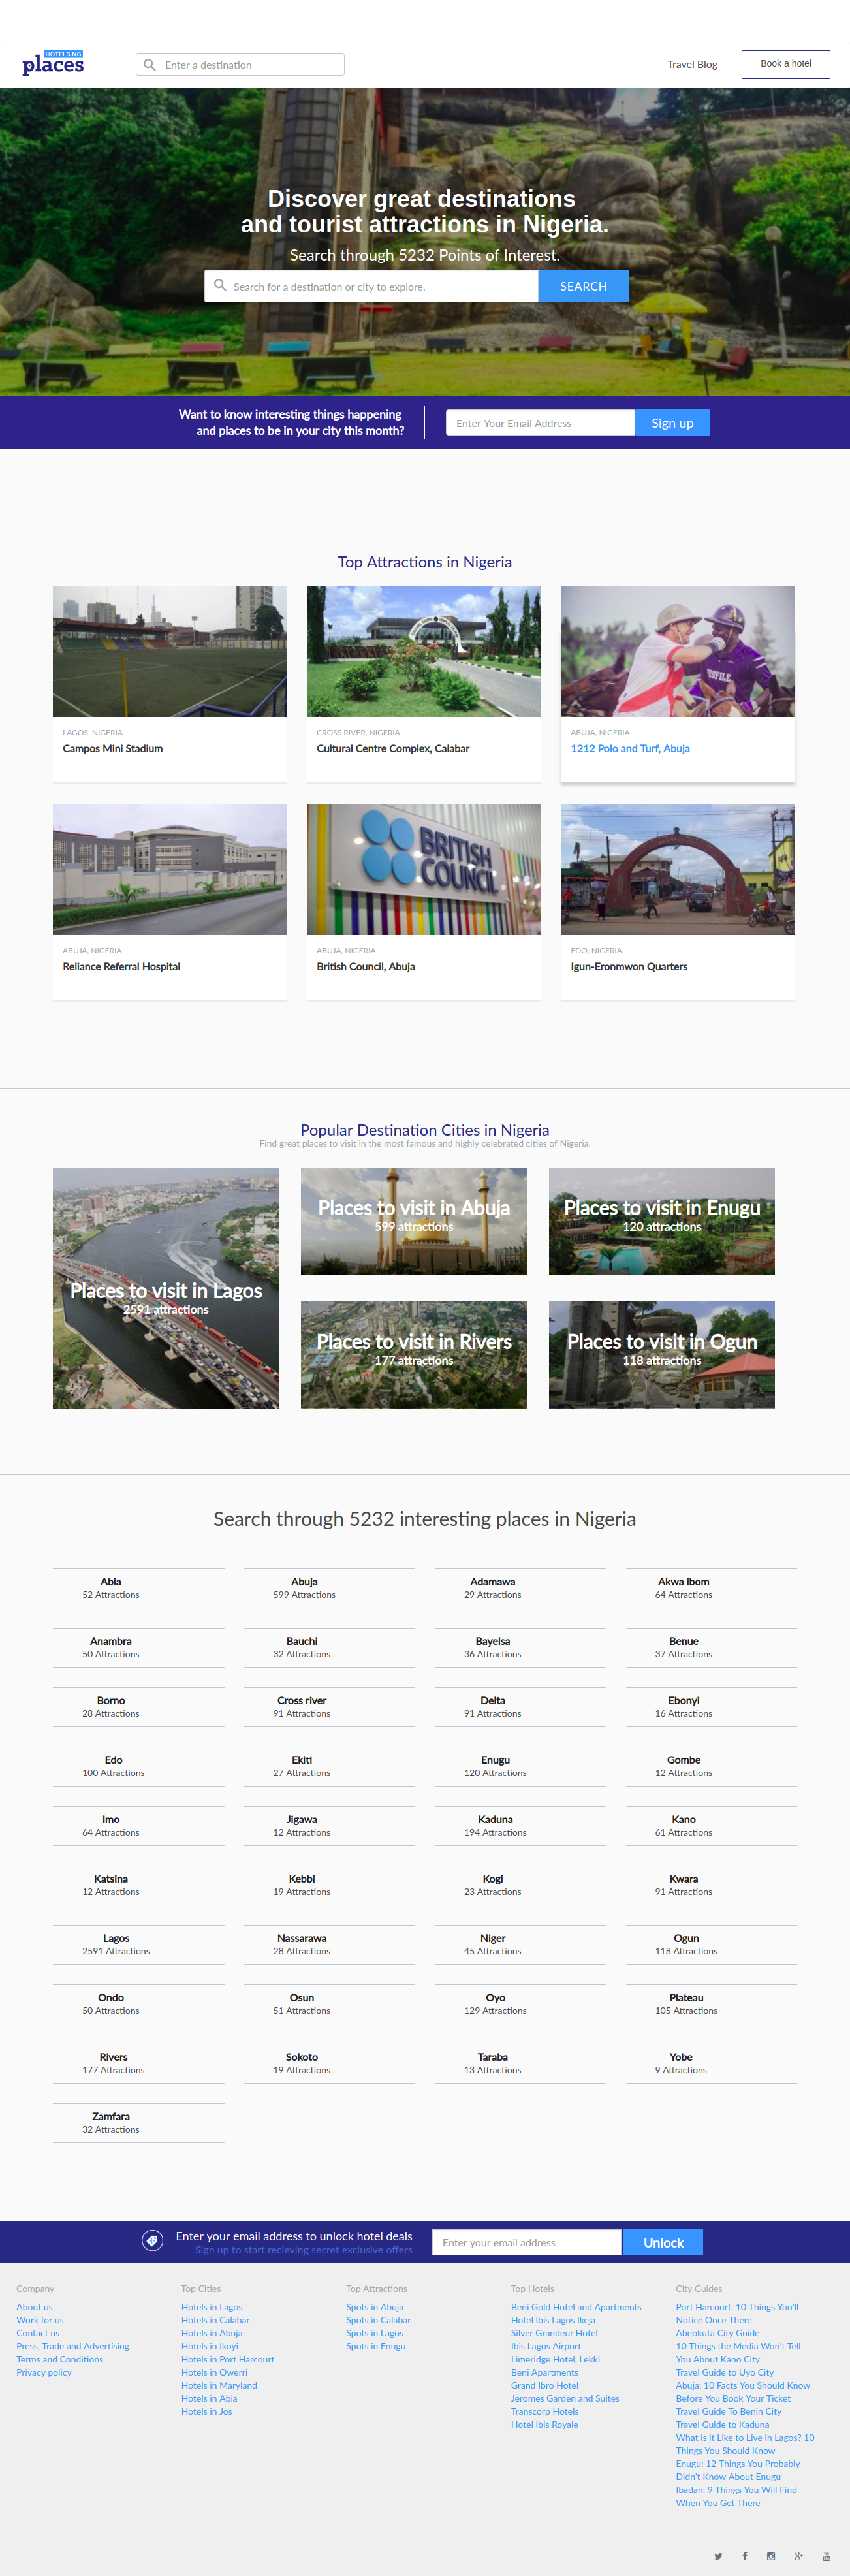 HOTELS.NG
places
Enter a destination
Travel Blog
Book a hotel
Discover great destinations
and tourist attractions in Nigeria.
Search through 5232 Points of Interest.
Search for a destination or city to explore.
SEARCH
Want to know interesting things happening
and places to be in your city this month?
Enter Your Email Address
Sign up
Top Attractions in Nigeria
LAGOS, NIGERIA
Campos Mini Stadium
CROSS RIVER, NIGERIA
Cultural Centre Complex, Calabar
PROFILE
ABUJA, NIGERIA
1212 Polo and Turf, Abuja
ABUJA, NIGERIA
Reliance Referral Hospital
BRITISH
COUNCIL
ABUJA, NIGERIA
British Council, Abuja
EDO, NIGERIA
Igun-Eronmwon Quarters
Popular Destination Cities in Nigeria
Find great places to visit in the most famous and highly celebrated cities of Nigeria.
Places to visit in Lagos
2591 attractions
Places to visit in Abuja
599 attractions
Places to visit in Enugu
120 attractions
Places to visit in Rivers
177 attractions
Places to visit in Ogun
118 attractions
Search through 5232 interesting places in Nigeria
Abia
52 Attractions
Abuja
599 Attractions
Adamawa
29 Attractions
Akwa ibom
64 Attractions
Anambra
50 Attractions
Bauchi
32 Attractions
Bayelsa
36 Attractions
Benue
37 Attractions
Borno
28 Attractions
Cross river
91 Attractions
Delta
91 Attractions
Ebonyi
16 Attractions
Edo
100 Attractions
Ekiti
27 Attractions
Enugu
120 Attractions
Gombe
12 Attractions
Imo
64 Attractions
Jigawa
12 Attractions
Kaduna
194 Attractions
Kano
61 Attractions
Katsina
12 Attractions
Kebbi
19 Attractions
Kogi
23 Attractions
Kwara
91 Attractions
Lagos
2591 Attractions
Nassarawa
28 Attractions
Niger
45 Attractions
Ogun
118 Attractions
Ondo
50 Attractions
Osun
51 Attractions
Oyo
129 Attractions
Plateau
105 Attractions
Rivers
177 Attractions
Sokoto
19 Attractions
Taraba
13 Attractions
Yobe
9 Attractions
Zamfara
32 Attractions
Enter your email address to unlock hotel deals
Sign up to start recieving secret exclusive offers
Enter your email address
Unlock
Company
About us
Work for us
Contact us
Press, Trade and Advertising
Terms and Conditions
Privacy policy
Top Cities
Hotels in Lagos
Hotels in Calabar
Hotels in Abuja
Hotels in Ikoyi
Hotels in Port Harcourt
Hotels in Owerri
Hotels in Maryland
Hotels in Abia
Hotels in Jos
Top Attractions
Spots in Abuja
Spots in Calabar
Spots in Lagos
Spots in Enugu
Top Hotels
Beni Gold Hotel and Apartments
Hotel Ibis Lagos Ikeja
Silver Grandeur Hotel
Ibis Lagos Airport
Limeridge Hotel, Lekki
Beni Apartments
Grand Ibro Hotel
Jeromes Garden and Suites
Transcorp Hotels
Hotel Ibis Royale
City Guides
Port Harcourt: 10 Things You'll
Notice Once There
Abeokuta City Guide
10 Things the Media Won't Tell
You About Kano City
Travel Guide to Uyo City
Abuja: 10 Facts You Should Know
Before You Book Your Ticket
Travel Guide To Benin City
Travel Guide to Kaduna
What is it Like to Live in Lagos? 10
Things You Should Know
Enugu: 12 Things You Probably
Didn't Know About Enugu
Ibadan: 9 Things You Will Find
When You Get There